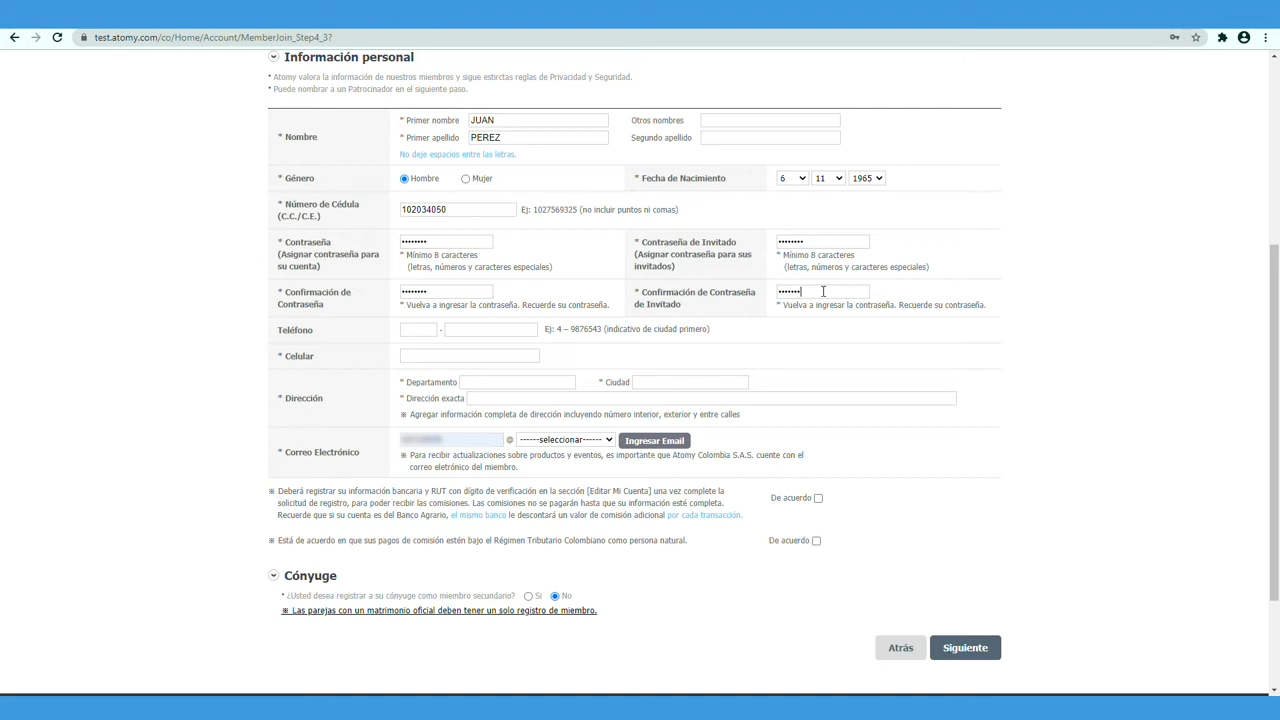 test.atomy.com/co/Home/Account/MemberJoin_Step4_3?
Información personal
* Atomy valora la información de nuestros miembros y sigue estirctas reglas de Privacidad y Seguridad.
* Puede nombrar a un Patrocinador en el siguiente paso.
* Nombre
* Primer nombre JUAN Otros nombres
* Primer apellido PEREZ Segundo apellido
No deje espacios entre las letras.
* Género Hombre Mujer * Fecha de Nacimiento 6 11 1965
* Número de Cédula
(C.C./C.E.)
102034050 Ej: 1027569325 (no incluir puntos ni comas)
* Contraseña
(Asignar contraseña para
su cuenta)
••••••••
* Mínimo 8 caracteres
(letras, números y caracteres especiales)
* Contraseña de Invitado
(Asignar contraseña para sus
invitados)
••••••••
* Mínimo 8 caracteres
(letras, números y caracteres especiales)
* Confirmación de
Contraseña
••••••••
* Vuelva a ingresar la contraseña. Recuerde su contraseña.
* Confirmación de Contraseña
de Invitado
•••••••
* Vuelva a ingresar la contraseña. Recuerde su contraseña.
Teléfono - Ej: 4 – 9876543 (indicativo de ciudad primero)
* Celular
* Dirección
* Departamento * Ciudad
* Dirección exacta
※ Agregar información completa de dirección incluyendo número interior, exterior y entre calles
* Correo Electrónico
@ ------seleccionar------ Ingresar Email
※ Para recibir actualizaciones sobre productos y eventos, es importante que Atomy Colombia S.A.S. cuente con el
correo eletrónico del miembro.
※ Deberá registrar su información bancaria y RUT con dígito de verificación en la sección [Editar Mi Cuenta] una vez complete la
solicitud de registro, para poder recibir las comisiones. Las comisiones no se pagarán hasta que su información esté completa.
Recuerde que si su cuenta es del Banco Agrario, el mismo banco le descontará un valor de comisión adicional por cada transacción.
De acuerdo
※ Está de acuerdo en que sus pagos de comisión estén bajo el Régimen Tributario Colombiano como persona natural.
De acuerdo
Cónyuge
* ¿Usted desea registrar a su cónyuge como miembro secundario? Si No
※ Las parejas con un matrimonio oficial deben tener un solo registro de miembro.
Atrás Siguiente